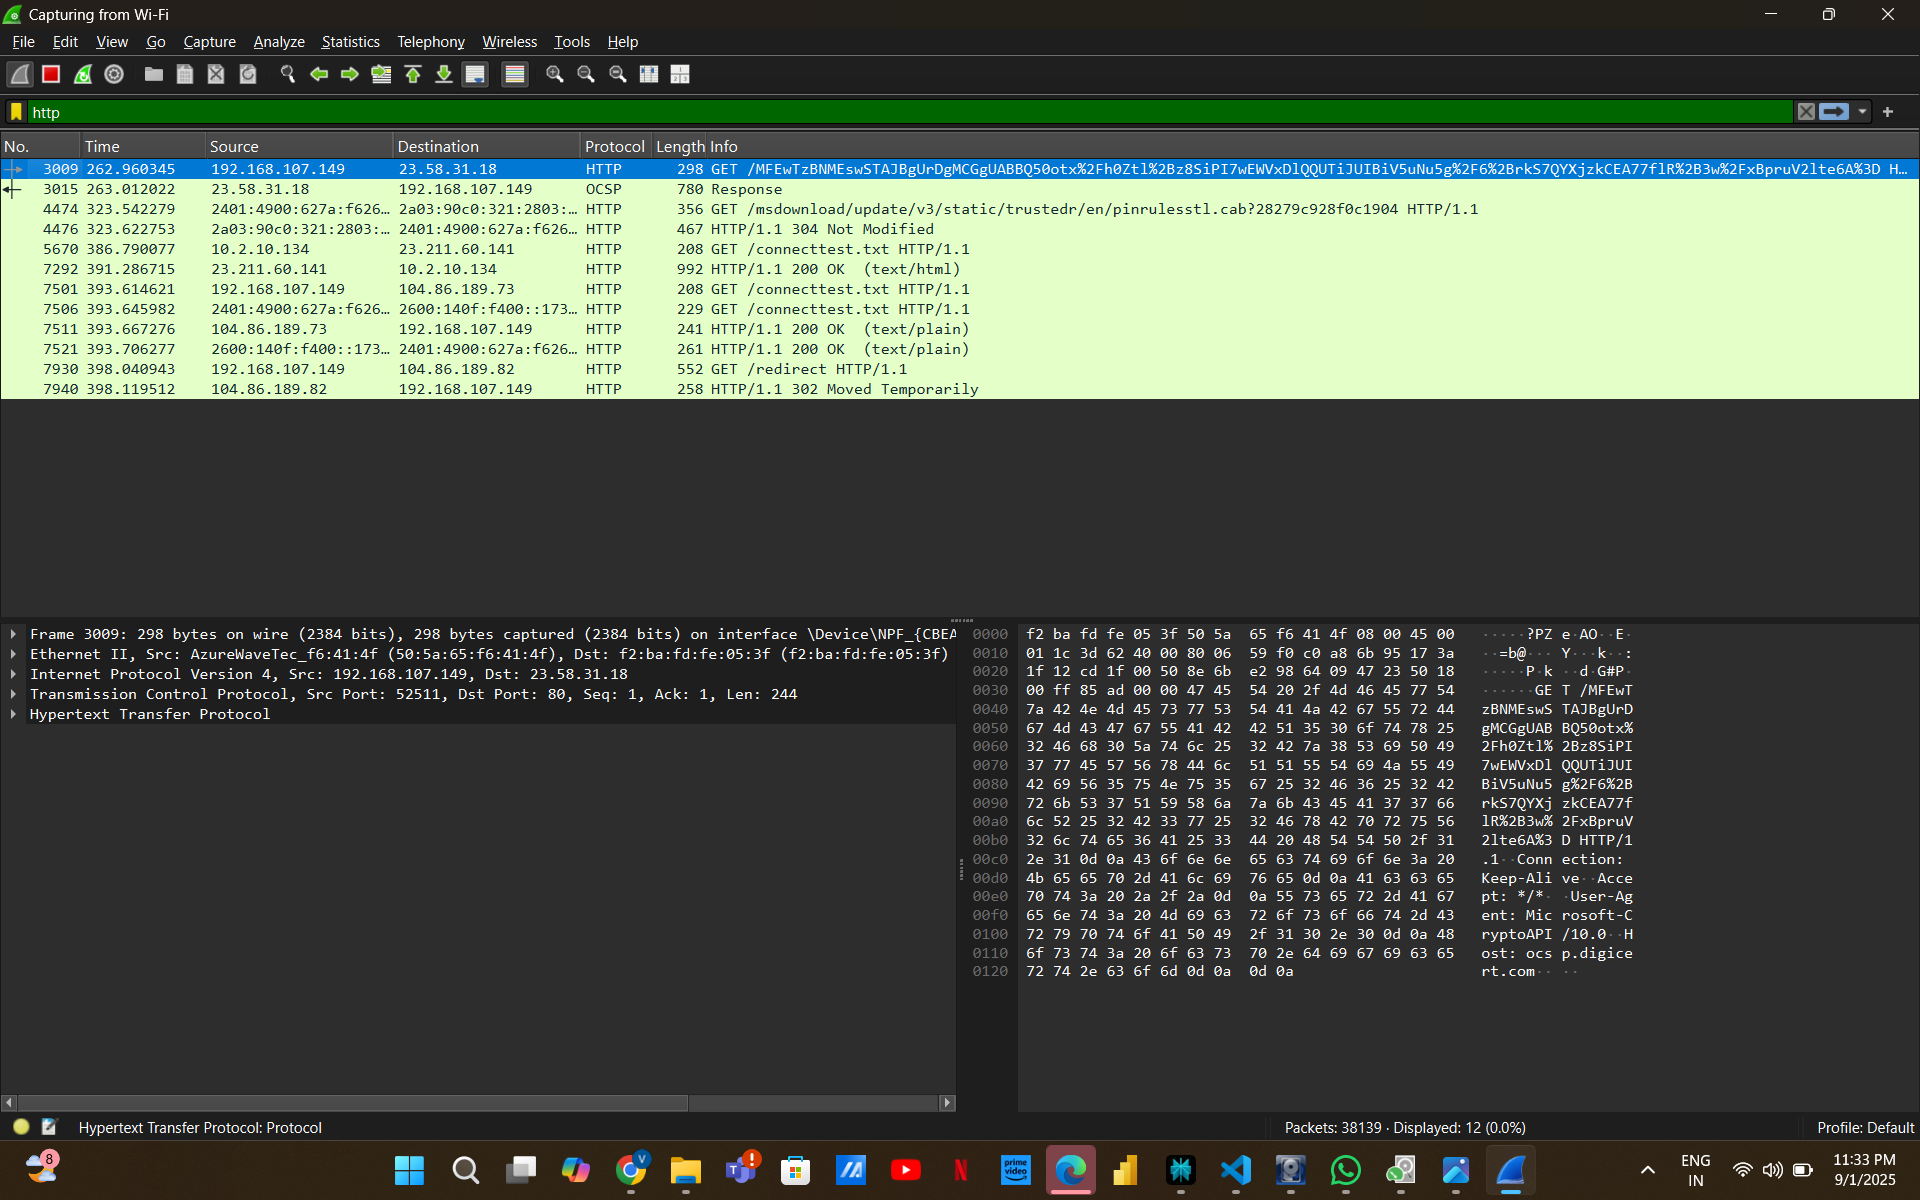 Capturing from Wi-Fi
File Edit View Go Capture Analyze Statistics Telephony Wireless Tools Help
http
No. Time Source Destination Protocol Length Info
3009 262.960345 192.168.107.149 23.58.31.18 HTTP 298 GET /MFEwTzBNMEswSTAJBgUrDgMCGgUABBQ50otx%2Fh0Ztl%2Bz8SiPI7wEWVxDlQQUTiJUIBiV5uNu5g%2F6%2BrkS7QYXjzkCEA77flR%2B3w%2FxBpruV2lte6A%3D H…
3015 263.012022 23.58.31.18 192.168.107.149 OCSP 780 Response
4474 323.542279 2401:4900:627a:f626… 2a03:90c0:321:2803:… HTTP 356 GET /msdownload/update/v3/static/trustedr/en/pinrulesstl.cab?28279c928f0c1904 HTTP/1.1
4476 323.622753 2a03:90c0:321:2803:… 2401:4900:627a:f626… HTTP 467 HTTP/1.1 304 Not Modified
5670 386.790077 10.2.10.134 23.211.60.141 HTTP 208 GET /connecttest.txt HTTP/1.1
7292 391.286715 23.211.60.141 10.2.10.134 HTTP 992 HTTP/1.1 200 OK (text/html)
7501 393.614621 192.168.107.149 104.86.189.73 HTTP 208 GET /connecttest.txt HTTP/1.1
7506 393.645982 2401:4900:627a:f626… 2600:140f:f400::173… HTTP 229 GET /connecttest.txt HTTP/1.1
7511 393.667276 104.86.189.73 192.168.107.149 HTTP 241 HTTP/1.1 200 OK (text/plain)
7521 393.706277 2600:140f:f400::173… 2401:4900:627a:f626… HTTP 261 HTTP/1.1 200 OK (text/plain)
7930 398.040943 192.168.107.149 104.86.189.82 HTTP 552 GET /redirect HTTP/1.1
7940 398.119512 104.86.189.82 192.168.107.149 HTTP 258 HTTP/1.1 302 Moved Temporarily
Frame 3009: 298 bytes on wire (2384 bits), 298 bytes captured (2384 bits) on interface \Device\NPF_{CBEA
Ethernet II, Src: AzureWaveTec_f6:41:4f (50:5a:65:f6:41:4f), Dst: f2:ba:fd:fe:05:3f (f2:ba:fd:fe:05:3f)
Internet Protocol Version 4, Src: 192.168.107.149, Dst: 23.58.31.18
Transmission Control Protocol, Src Port: 52511, Dst Port: 80, Seq: 1, Ack: 1, Len: 244
Hypertext Transfer Protocol
0000 f2 ba fd fe 05 3f 50 5a 65 f6 41 4f 08 00 45 00 ·····?PZ e·AO··E·
0010 01 1c 3d 62 40 00 80 06 59 f0 c0 a8 6b 95 17 3a ··=b@··· Y···k··:
0020 1f 12 cd 1f 00 50 8e 6b e2 98 64 09 47 23 50 18 ·····P·k ··d·G#P·
0030 00 ff 85 ad 00 00 47 45 54 20 2f 4d 46 45 77 54 ······GE T /MFEwT
0040 7a 42 4e 4d 45 73 77 53 54 41 4a 42 67 55 72 44 zBNMEswS TAJBgUrD
0050 67 4d 43 47 67 55 41 42 42 51 35 30 6f 74 78 25 gMCGgUAB BQ50otx%
0060 32 46 68 30 5a 74 6c 25 32 42 7a 38 53 69 50 49 2Fh0Ztl% 2Bz8SiPI
0070 37 77 45 57 56 78 44 6c 51 51 55 54 69 4a 55 49 7wEWVxDl QQUTiJUI
0080 42 69 56 35 75 4e 75 35 67 25 32 46 36 25 32 42 BiV5uNu5 g%2F6%2B
0090 72 6b 53 37 51 59 58 6a 7a 6b 43 45 41 37 37 66 rkS7QYXj zkCEA77f
00a0 6c 52 25 32 42 33 77 25 32 46 78 42 70 72 75 56 lR%2B3w% 2FxBpruV
00b0 32 6c 74 65 36 41 25 33 44 20 48 54 54 50 2f 31 2lte6A%3 D HTTP/1
00c0 2e 31 0d 0a 43 6f 6e 6e 65 63 74 69 6f 6e 3a 20 .1··Conn ection:
00d0 4b 65 65 70 2d 41 6c 69 76 65 0d 0a 41 63 63 65 Keep-Ali ve··Acce
00e0 70 74 3a 20 2a 2f 2a 0d 0a 55 73 65 72 2d 41 67 pt: */*· ·User-Ag
00f0 65 6e 74 3a 20 4d 69 63 72 6f 73 6f 66 74 2d 43 ent: Mic rosoft-C
0100 72 79 70 74 6f 41 50 49 2f 31 30 2e 30 0d 0a 48 ryptoAPI /10.0··H
0110 6f 73 74 3a 20 6f 63 73 70 2e 64 69 67 69 63 65 ost: ocs p.digice
0120 72 74 2e 63 6f 6d 0d 0a 0d 0a rt.com·· ··
Hypertext Transfer Protocol: Protocol Packets: 38139 · Displayed: 12 (0.0%) Profile: Default
8
V
prime video
ENG
IN
11:33 PM
9/1/2025